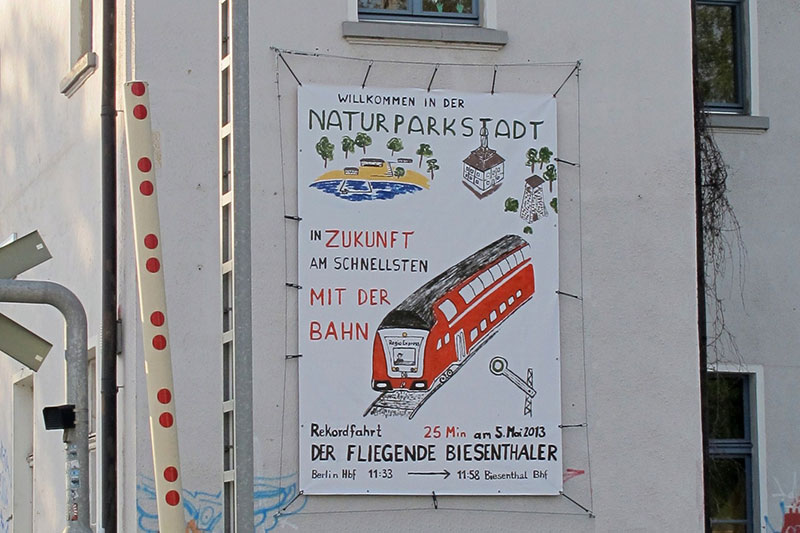 WILLKOMMEN IN DER
NATURPARKSTADT
IN ZUKUNFT
AM SCHNELLSTEN
MIT DER
BAHN
Regio Express
DB
Rekordfahrt 25 Min am 5. Mai 2013
DER FLIEGENDE BIESENTHALER
Berlin Hbf 11:33 → 11:58 Biesenthal Bhf